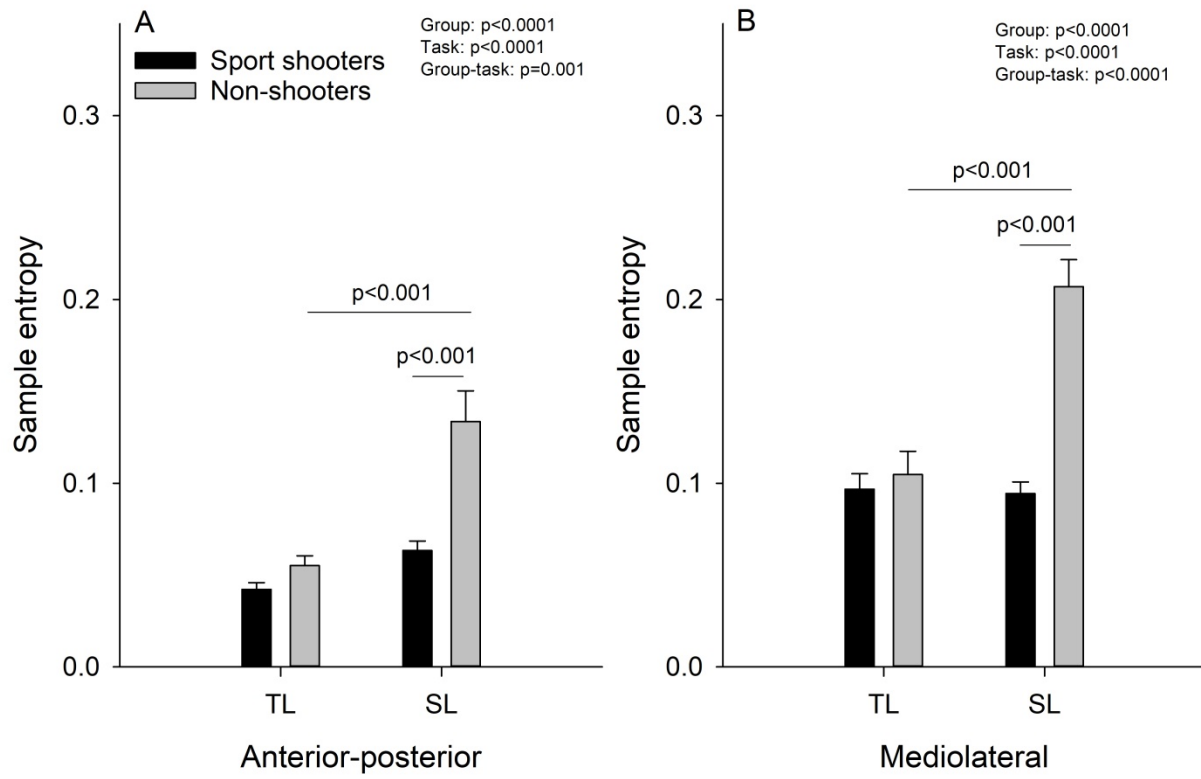 A
Sport shooters
Non-shooters
Group: p<0.0001
Task: p<0.0001
Group-task: p=0.001
0.3
0.2
0.1
0.0
Sample entropy
p<0.001
p<0.001
TL
SL
Anterior-posterior
B
Group: p<0.0001
Task: p<0.0001
Group-task: p<0.0001
0.3
0.2
0.1
0.0
Sample entropy
p<0.001
p<0.001
TL
SL
Mediolateral